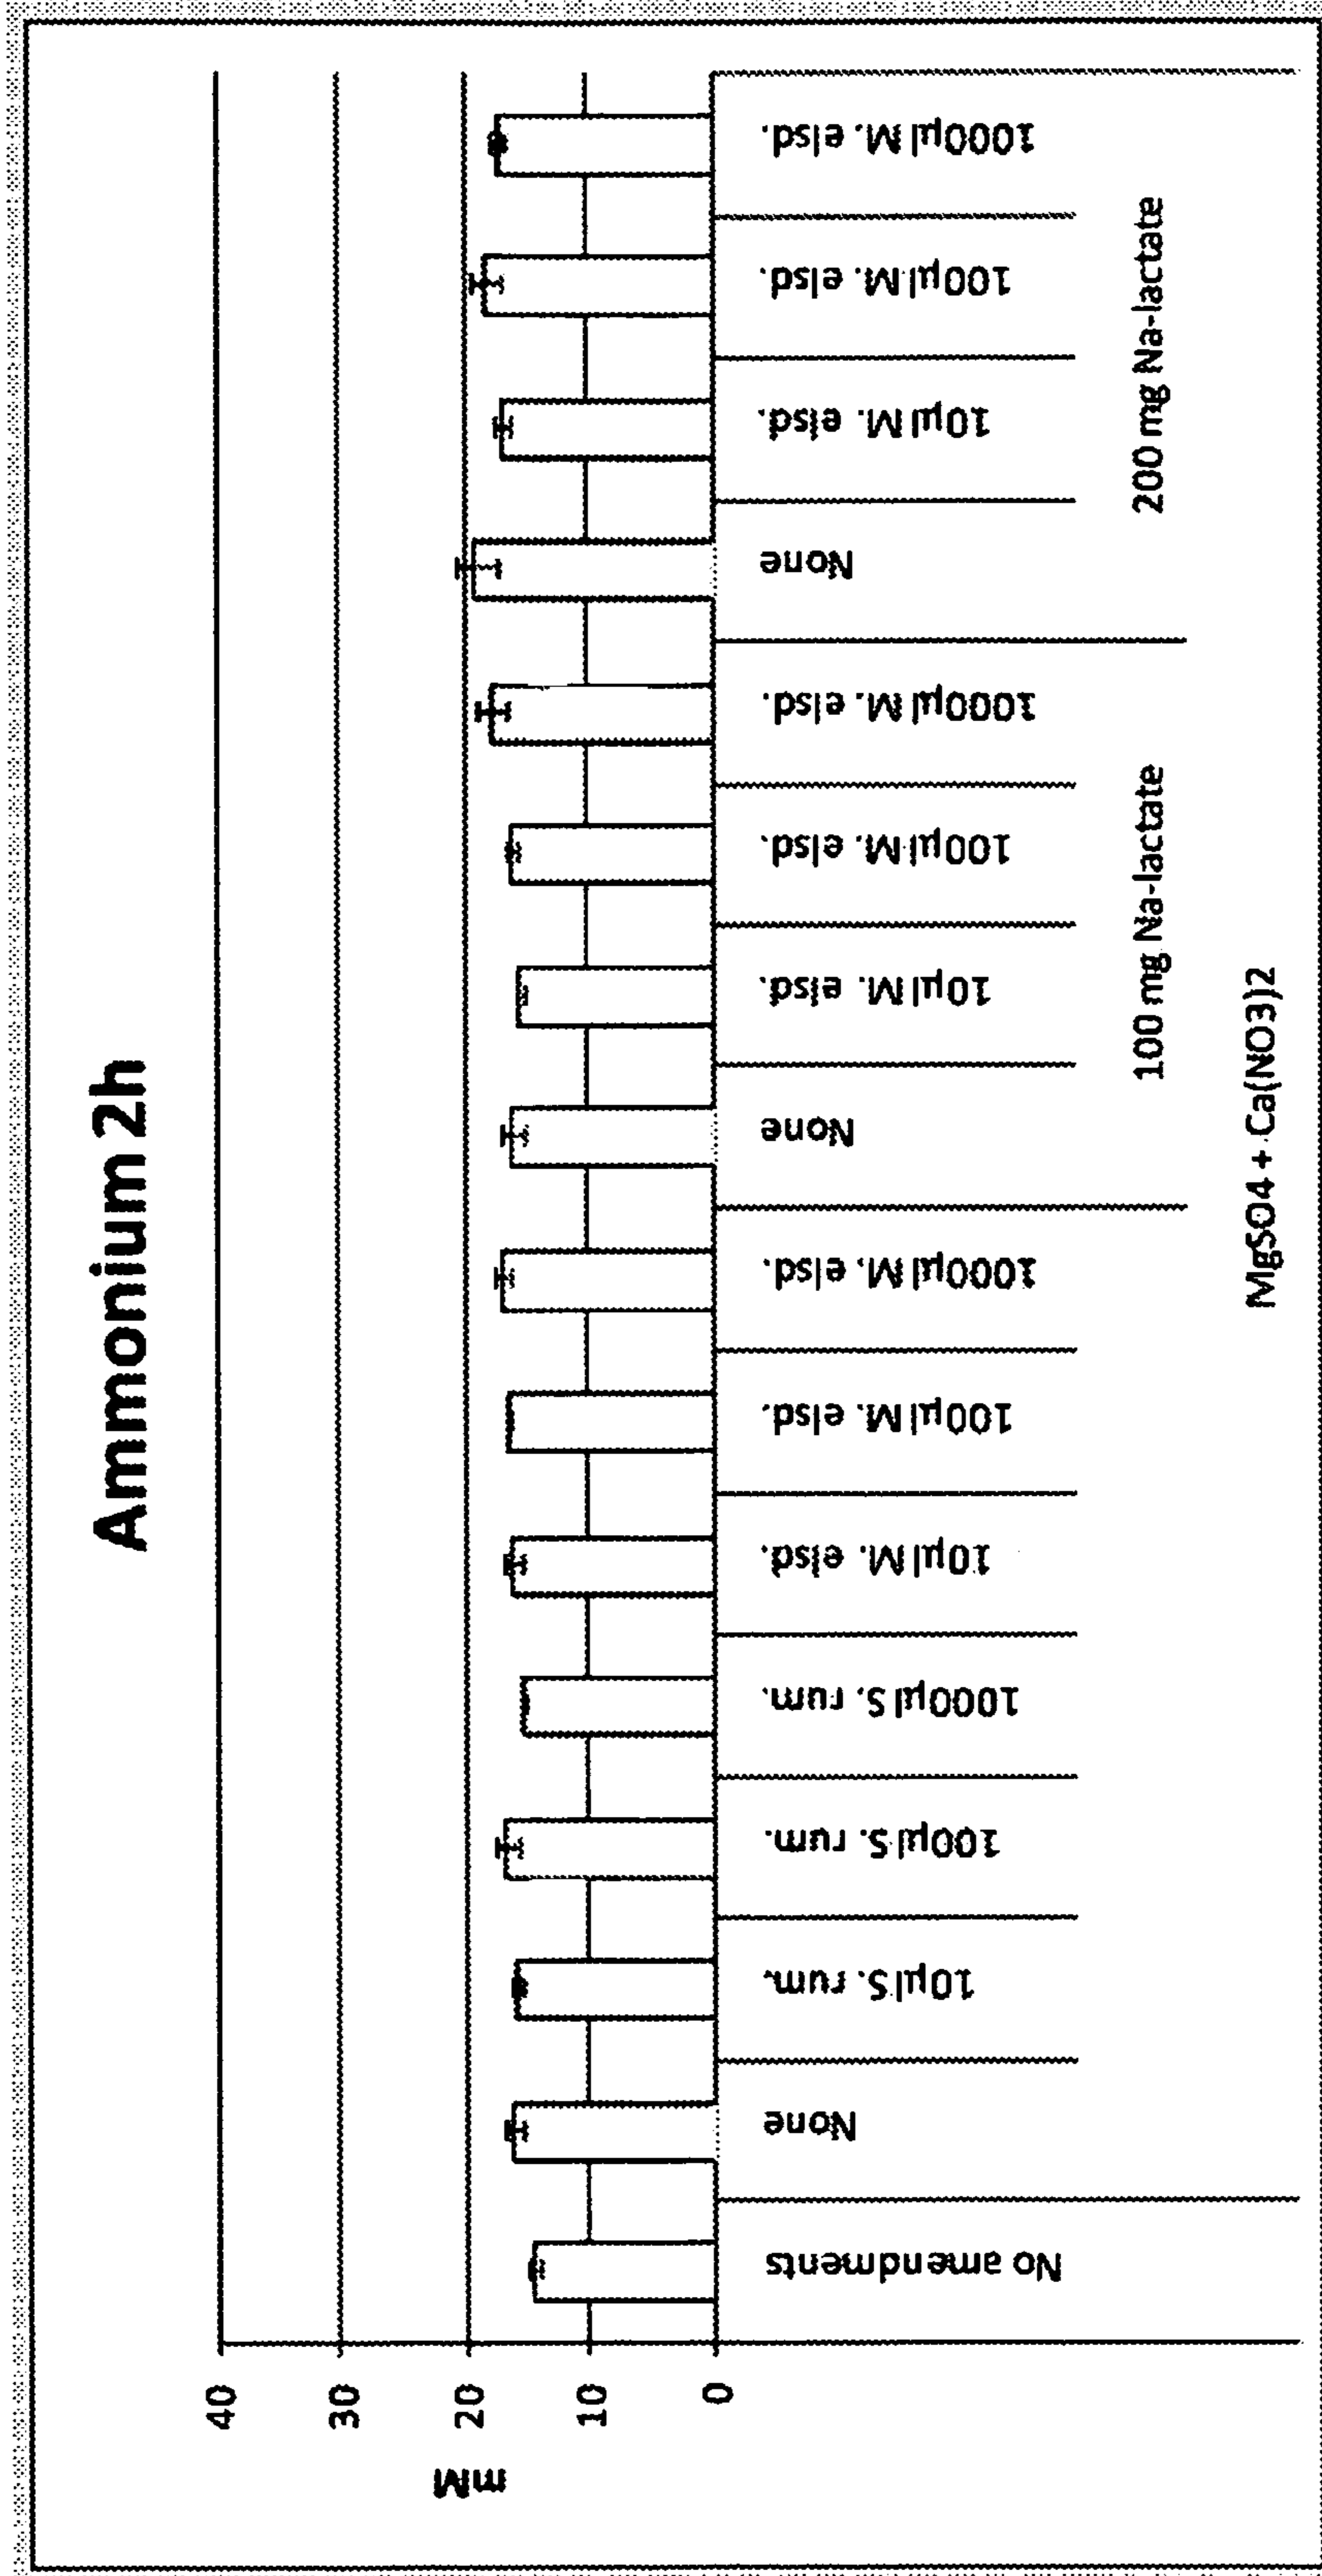 Ammonium 2h
mM
40
30
20
10
0
No amendments
None
10µl S. rum.
100µl S. rum.
1000µl S. rum.
10µl M. elsd.
100µl M. elsd.
1000µl M. elsd.
None
10µl M. elsd.
100µl M. elsd.
1000µl M. elsd.
None
10µl M. elsd.
100µl M. elsd.
1000µl M. elsd.
100 mg Na-lactate
200 mg Na-lactate
MgSO4 + Ca(NO3)2